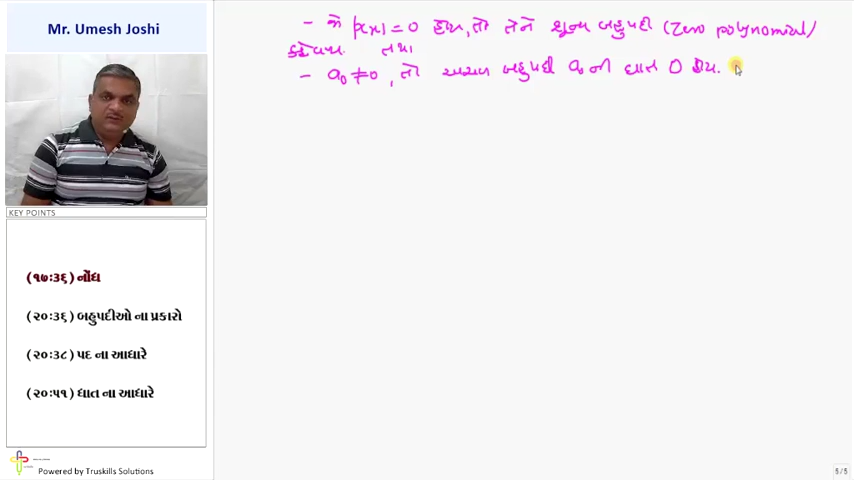 Mr. Umesh Joshi
- જો p(x) = 0 હોય, તો તેને શૂન્ય બહુપદી (Zero polynomial)
કહેવાય. તથા
- a₀ ≠ 0, તો અચળ બહુપદી a₀ ની ઘાત 0 હોય.
KEY POINTS
(૧૭:૩૬) નોંધ
(૨૦:૩૬) બહુપદીઓ ના પ્રકારો
(૨૦:૩૮) પદ ના આધારે
(૨૦:૫૧) ઘાત ના આધારે
Powered by Truskills Solutions
5/5